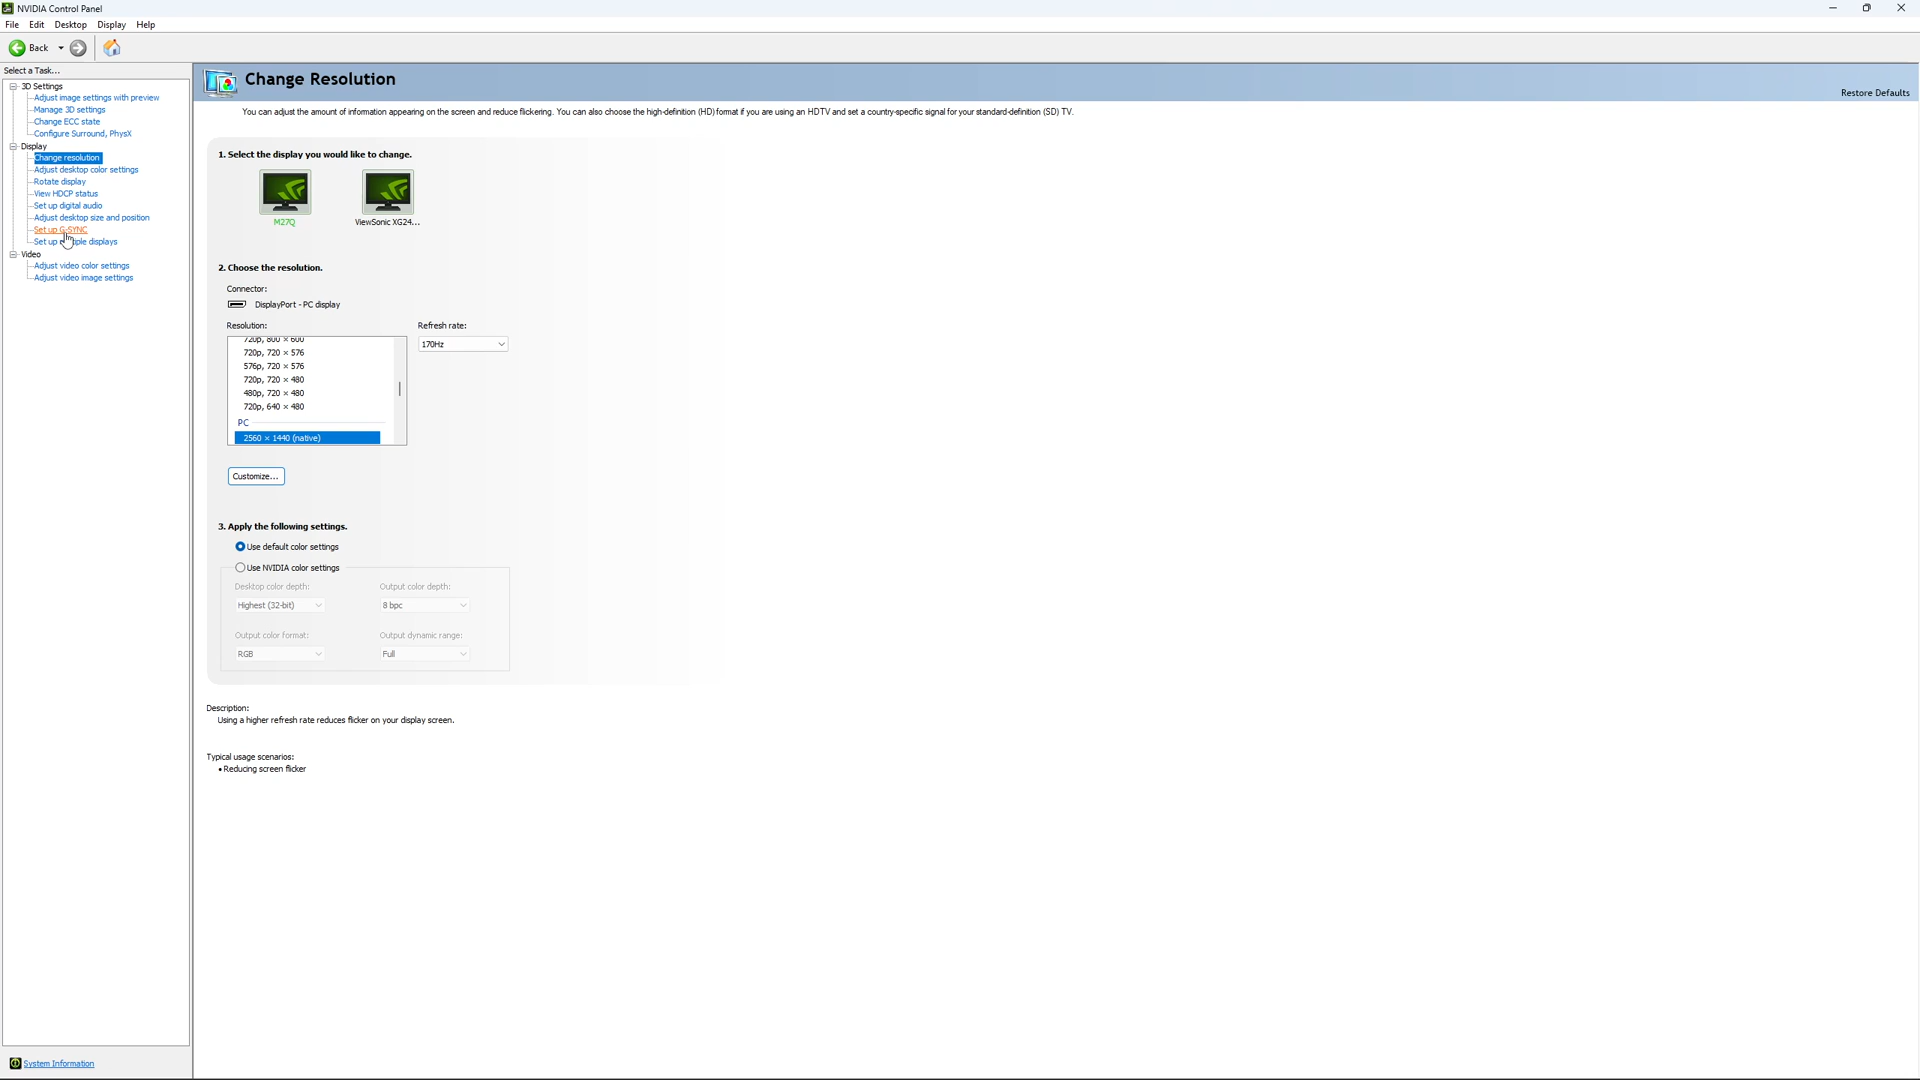 NVIDIA Control Panel
File Edit Desktop Display Help
Back
Select a Task...
3D Settings
Adjust image settings with preview
Manage 3D settings
Change ECC state
Configure Surround, PhysX
Display
Change resolution
Adjust desktop color settings
Rotate display
View HDCP status
Set up digital audio
Adjust desktop size and position
Set up G-SYNC
Set up multiple displays
Video
Adjust video color settings
Adjust video image settings
System Information
Change Resolution
Restore Defaults
You can adjust the amount of information appearing on the screen and reduce flickering. You can also choose the high-definition (HD) format if you are using an HDTV and set a country-specific signal for your standard-definition (SD) TV.
1. Select the display you would like to change.
M27Q ViewSonic XG24...
2. Choose the resolution.
Connector:
DisplayPort - PC display
Resolution: Refresh rate:
170Hz
720p, 800 × 600
720p, 720 × 576
576p, 720 × 576
720p, 720 × 480
480p, 720 × 480
720p, 640 × 480
PC
2560 × 1440 (native)
Customize...
3. Apply the following settings.
Use default color settings
Use NVIDIA color settings
Desktop color depth: Output color depth:
Highest (32-bit) 8 bpc
Output color format: Output dynamic range:
RGB Full
Description:
Using a higher refresh rate reduces flicker on your display screen.
Typical usage scenarios:
• Reducing screen flicker